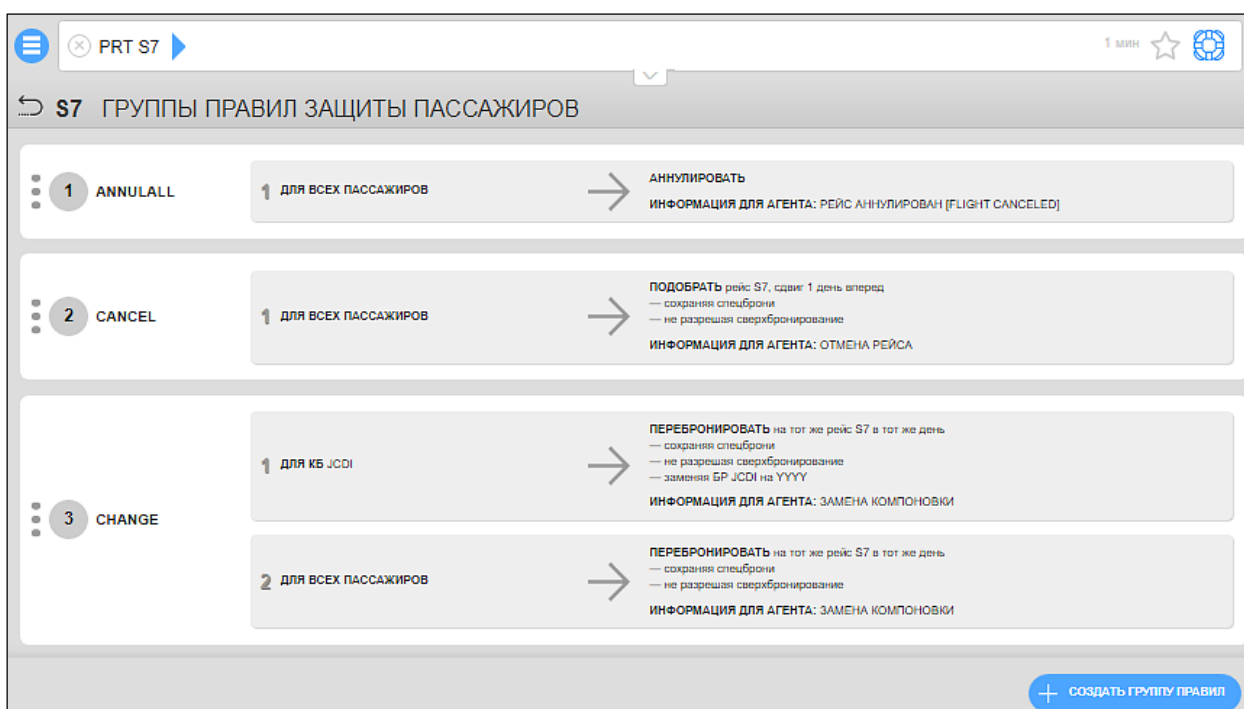 PRT S7
1 мин
S7 ГРУППЫ ПРАВИЛ ЗАЩИТЫ ПАССАЖИРОВ
1 ANNULALL
1 ДЛЯ ВСЕХ ПАССАЖИРОВ
АННУЛИРОВАТЬ
ИНФОРМАЦИЯ ДЛЯ АГЕНТА: РЕЙС АННУЛИРОВАН [FLIGHT CANCELED]
2 CANCEL
1 ДЛЯ ВСЕХ ПАССАЖИРОВ
ПОДОБРАТЬ рейс S7, сдвиг 1 день вперед
— сохраняя спецброни
— не разрешая сверхбронирование
ИНФОРМАЦИЯ ДЛЯ АГЕНТА: ОТМЕНА РЕЙСА
3 CHANGE
1 ДЛЯ КБ JCDI
ПЕРЕБРОНИРОВАТЬ на тот же рейс S7 в тот же день
— сохраняя спецброни
— не разрешая сверхбронирование
— заменяя БР JCDI на YYYY
ИНФОРМАЦИЯ ДЛЯ АГЕНТА: ЗАМЕНА КОМПОНОВКИ
2 ДЛЯ ВСЕХ ПАССАЖИРОВ
ПЕРЕБРОНИРОВАТЬ на тот же рейс S7 в тот же день
— сохраняя спецброни
— не разрешая сверхбронирование
ИНФОРМАЦИЯ ДЛЯ АГЕНТА: ЗАМЕНА КОМПОНОВКИ
СОЗДАТЬ ГРУППУ ПРАВИЛ